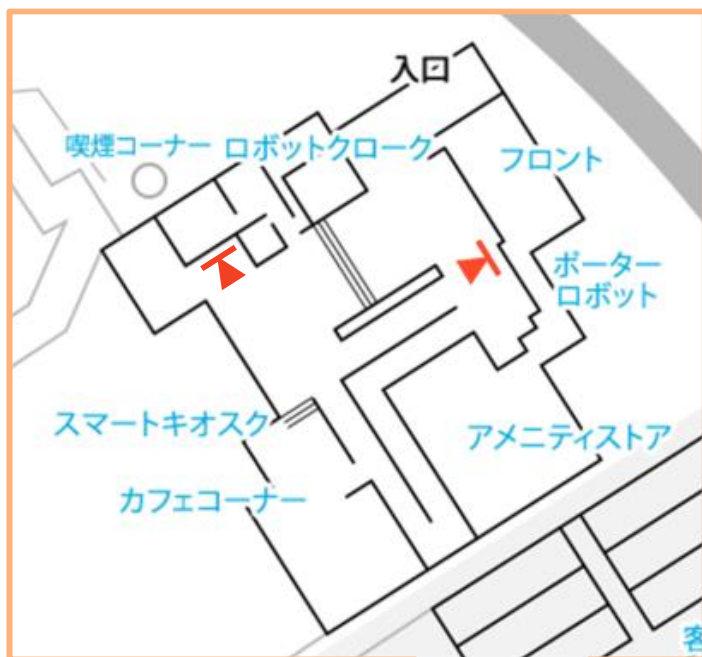 入口
喫煙コーナー
ロボットクローク
フロント
ポーター
ロボット
スマートキオスク
アメニティストア
カフェコーナー
客